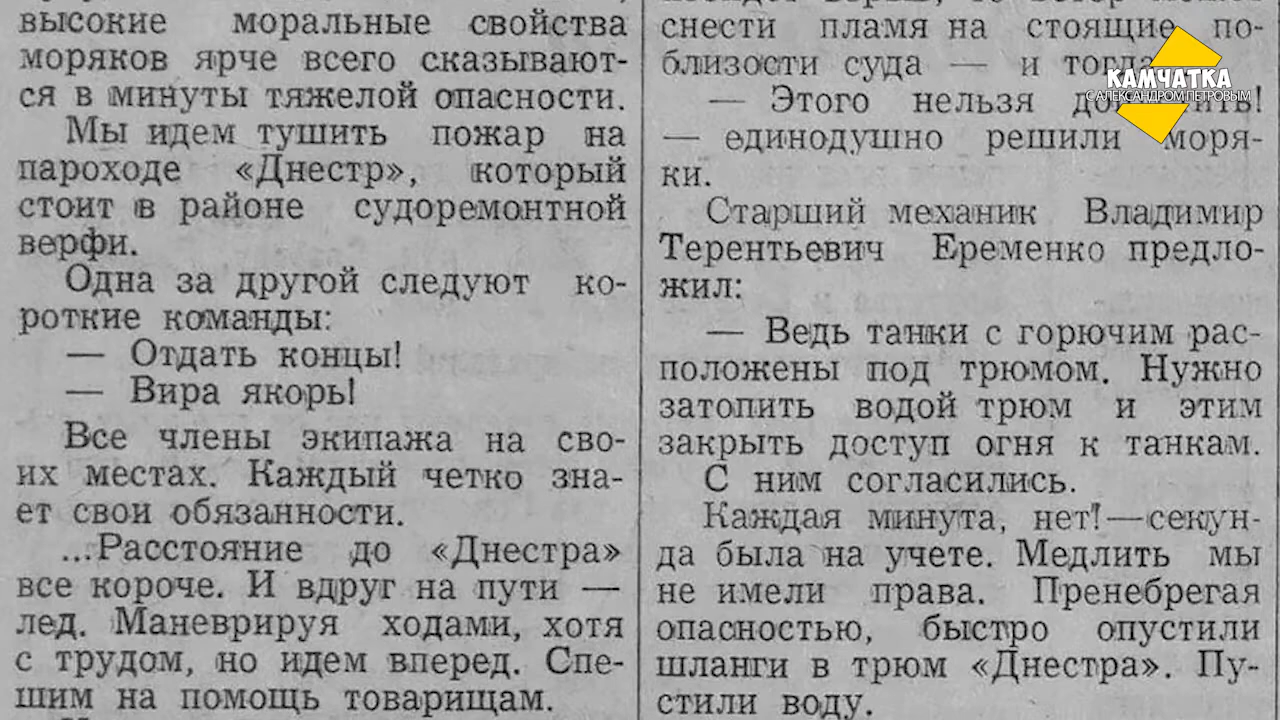 высокие моральные свойства
моряков ярче всего сказывают-
ся в минуты тяжелой опасности.
Мы идем тушить пожар на
пароходе «Днестр», который
стоит в районе судоремонтной
верфи.
Одна за другой следуют ко-
роткие команды:
— Отдать концы!
— Вира якорь!
Все члены экипажа на сво-
их местах. Каждый четко зна-
ет свои обязанности.
...Расстояние до «Днестра»
все короче. И вдруг на пути —
лед. Маневрируя ходами, хотя
с трудом, но идем вперед. Спе-
шим на помощь товарищам.
снести пламя на стоящие по-
близости суда — и тогда
— Этого нельзя
— единодушно решили моря-
ки.
Старший механик Владимир
Терентьевич Еременко предло-
жил:
— Ведь танки с горючим рас-
положены под трюмом. Нужно
затопить водой трюм и этим
закрыть доступ огня к танкам.
С ним согласились.
Каждая минута, нет!—секун-
да была на учете. Медлить мы
не имели права. Пренебрегая
опасностью, быстро опустили
шланги в трюм «Днестра». Пу-
стили воду.
КАМЧАТКА
С АЛЕКСАНДРОМ ПЕТРОВЫМ